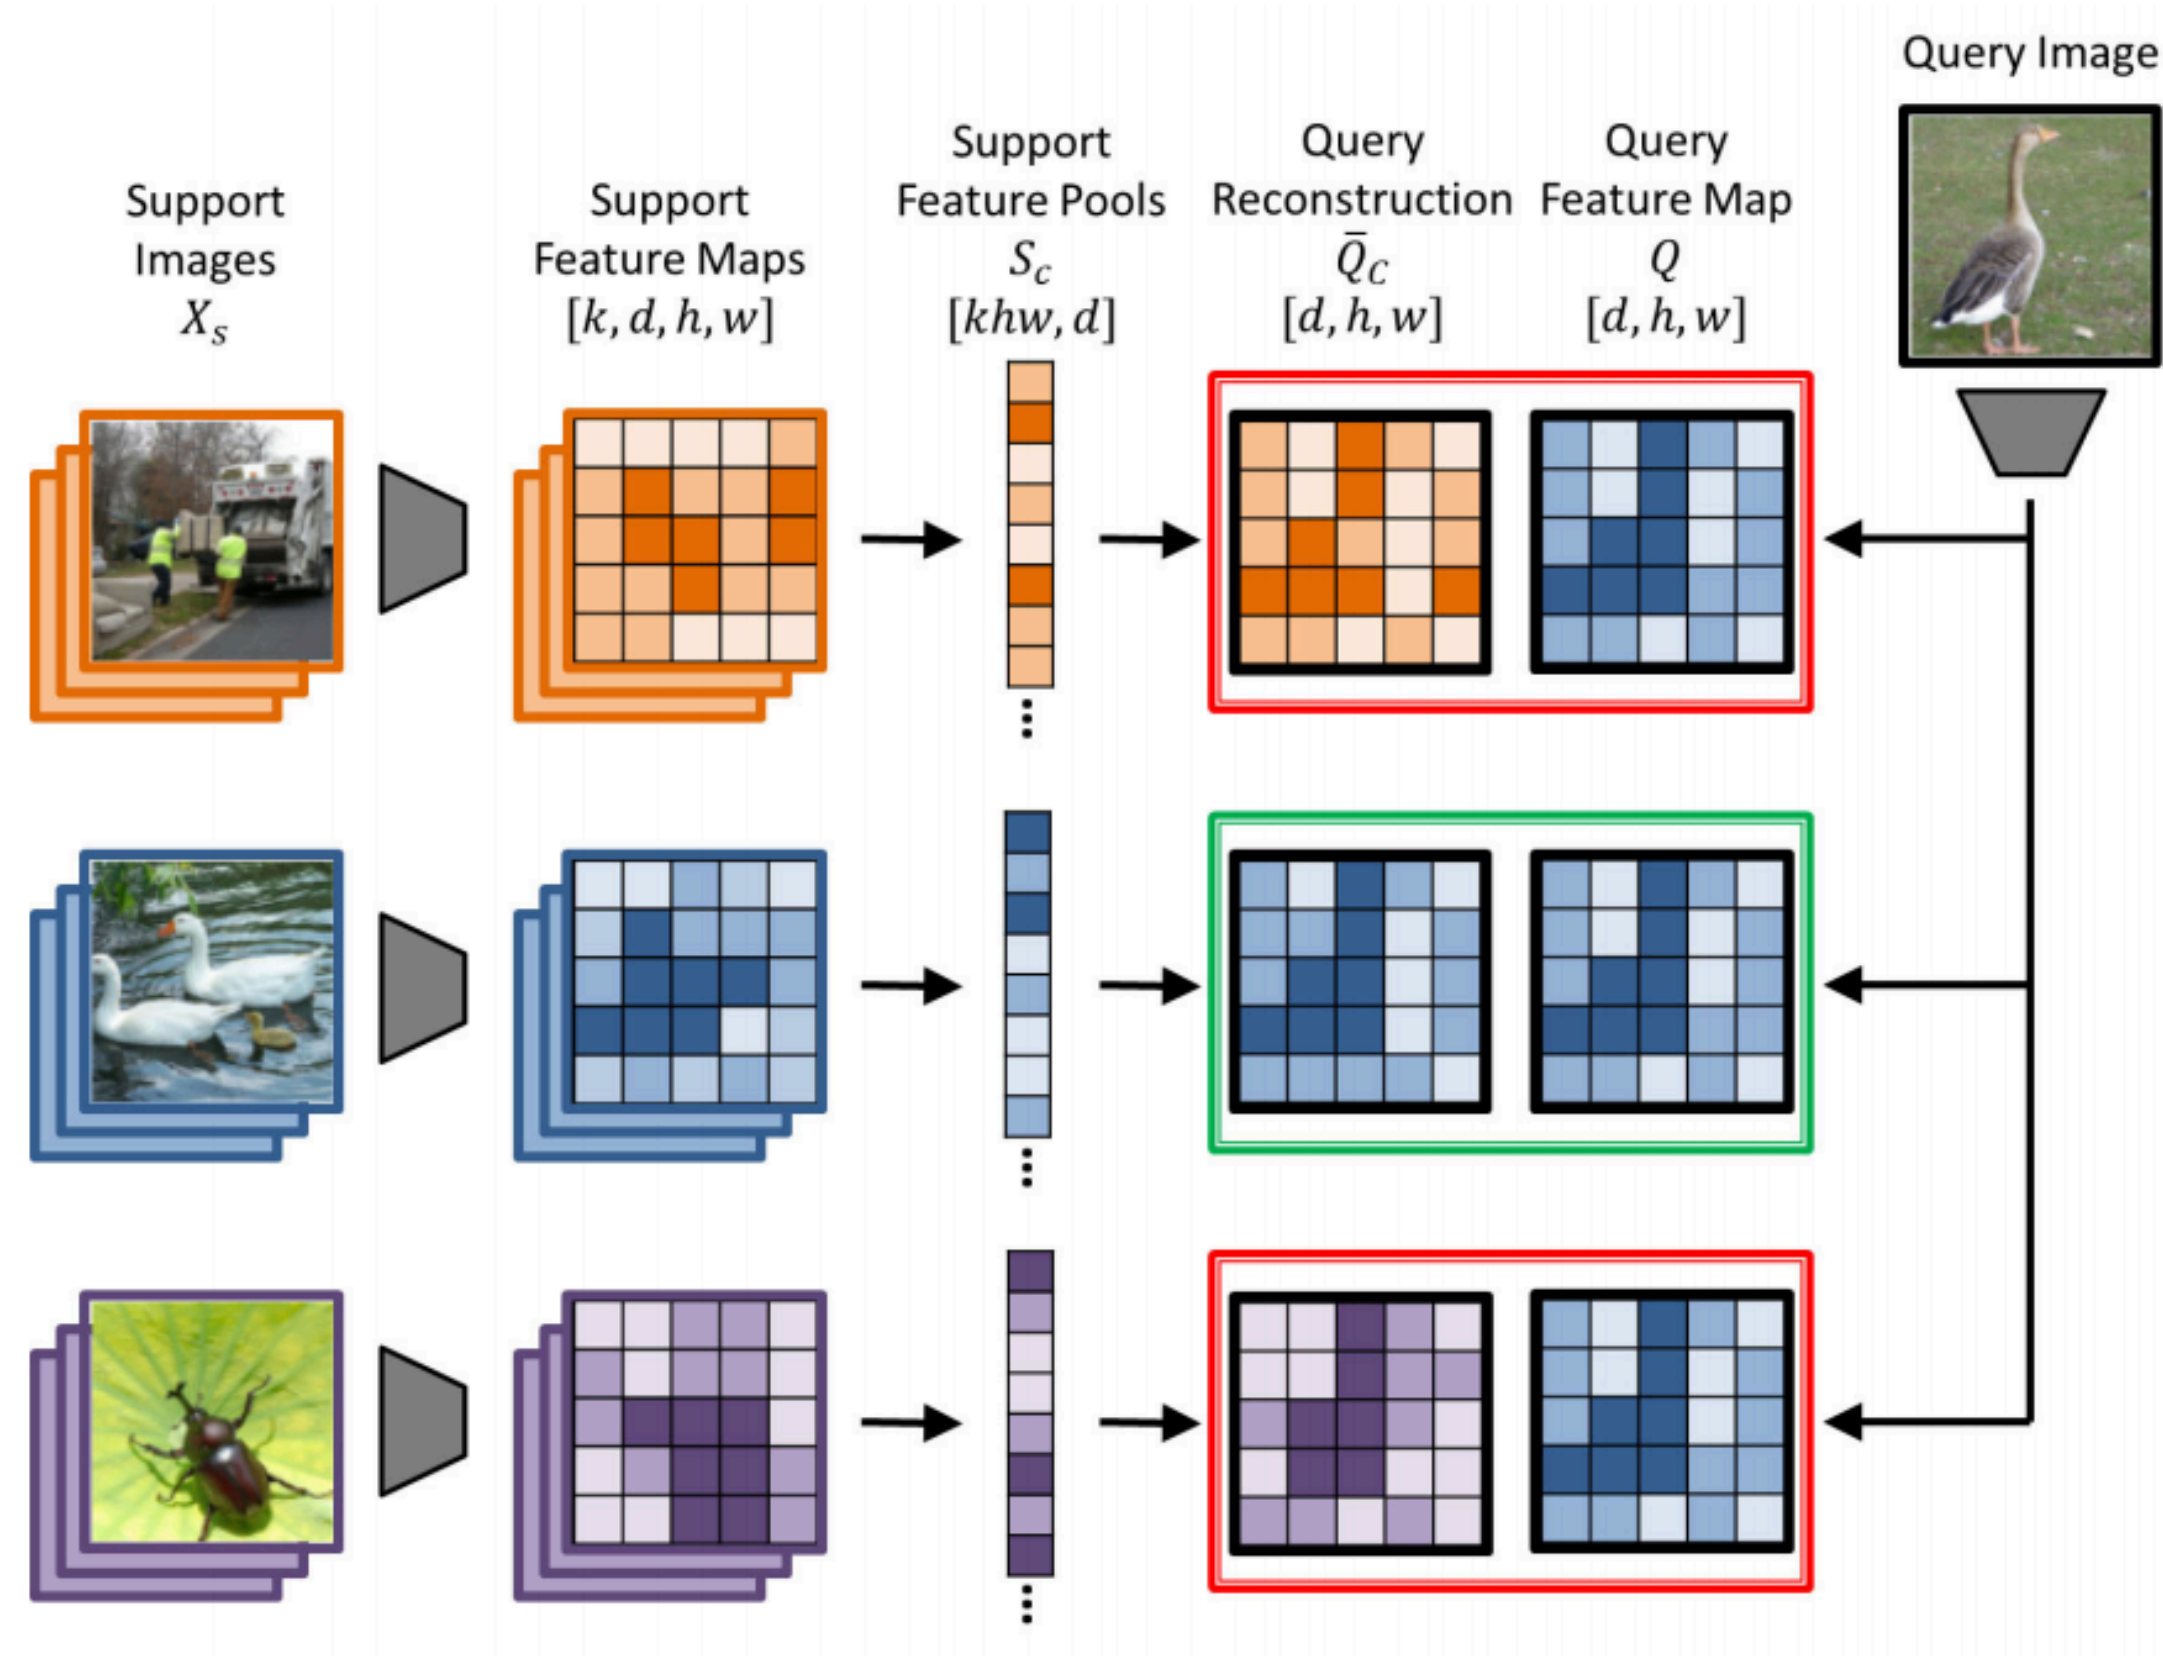 Query Image
Support
Images
X_s
Support
Feature Maps
[k, d, h, w]
Support
Feature Pools
S_c
[khw, d]
Query
Reconstruction
Q̄_C
[d, h, w]
Query
Feature Map
Q
[d, h, w]